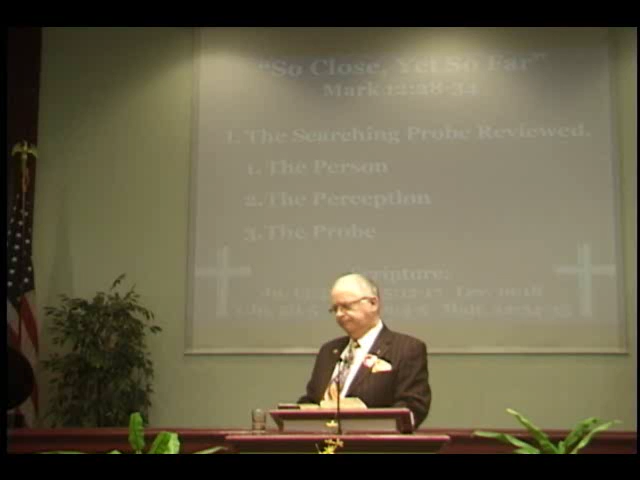 "So Close, Yet So Far"
Mark 12:28-34
1. The Searching Probe Reviewed.
1. The Person
2. The Perception
3. The Probe
Scripture: